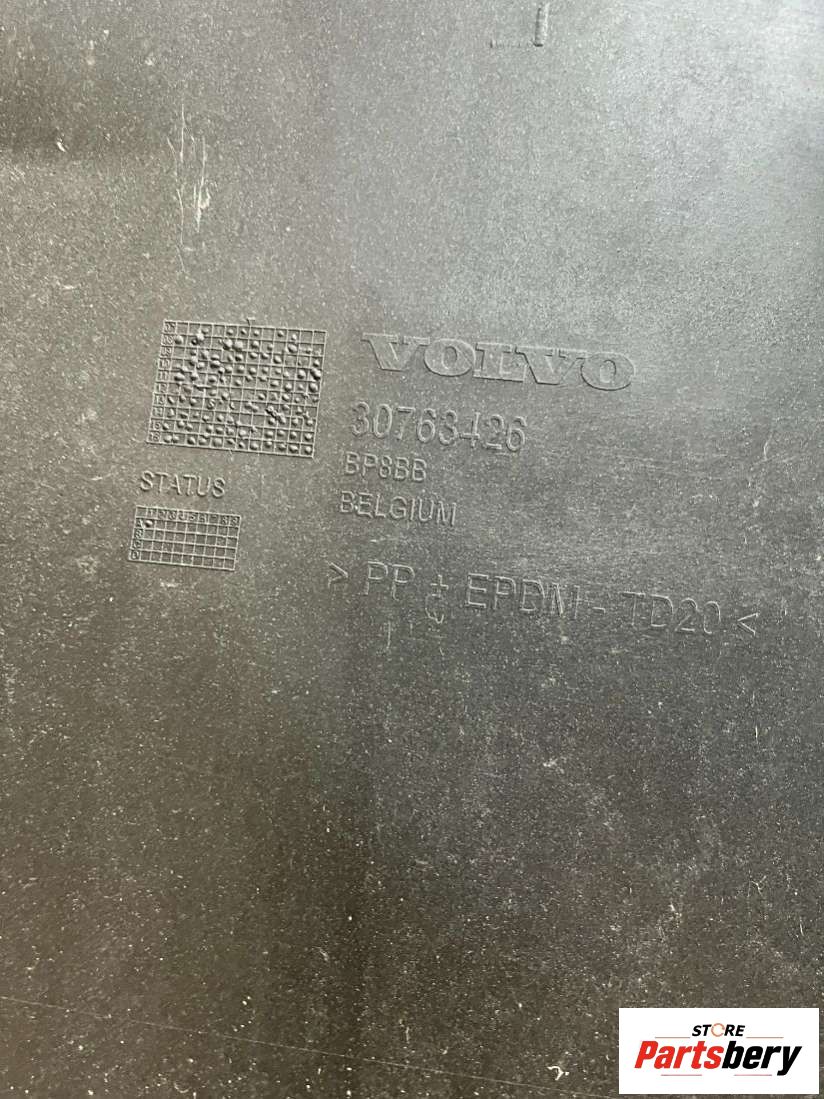 VOLVO
30763426
BP8BB
BELGIUM
> PP + EPDM - TD20 <
STATUS
STORE
Partsbery